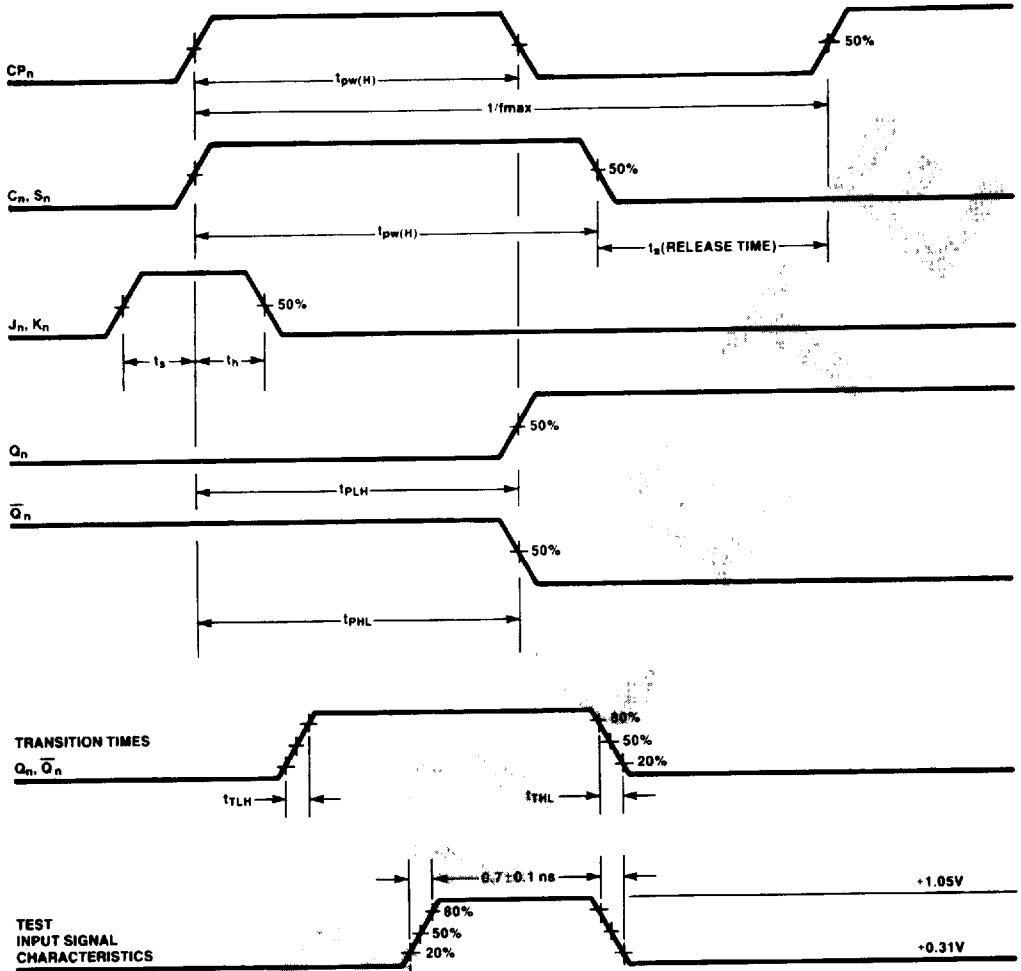 50%
CPn
tpw(H)
1/fmax
50%
Cn, Sn
tpw(H)
ts(RELEASE TIME)
50%
Jn, Kn
ts
th
50%
Qn
tPLH
Q̅n
50%
tPHL
80%
TRANSITION TIMES
50%
Qn, Q̅n
20%
tTLH
tTHL
0.7±0.1 ns
+1.05V
80%
TEST
50%
INPUT SIGNAL
20%
+0.31V
CHARACTERISTICS